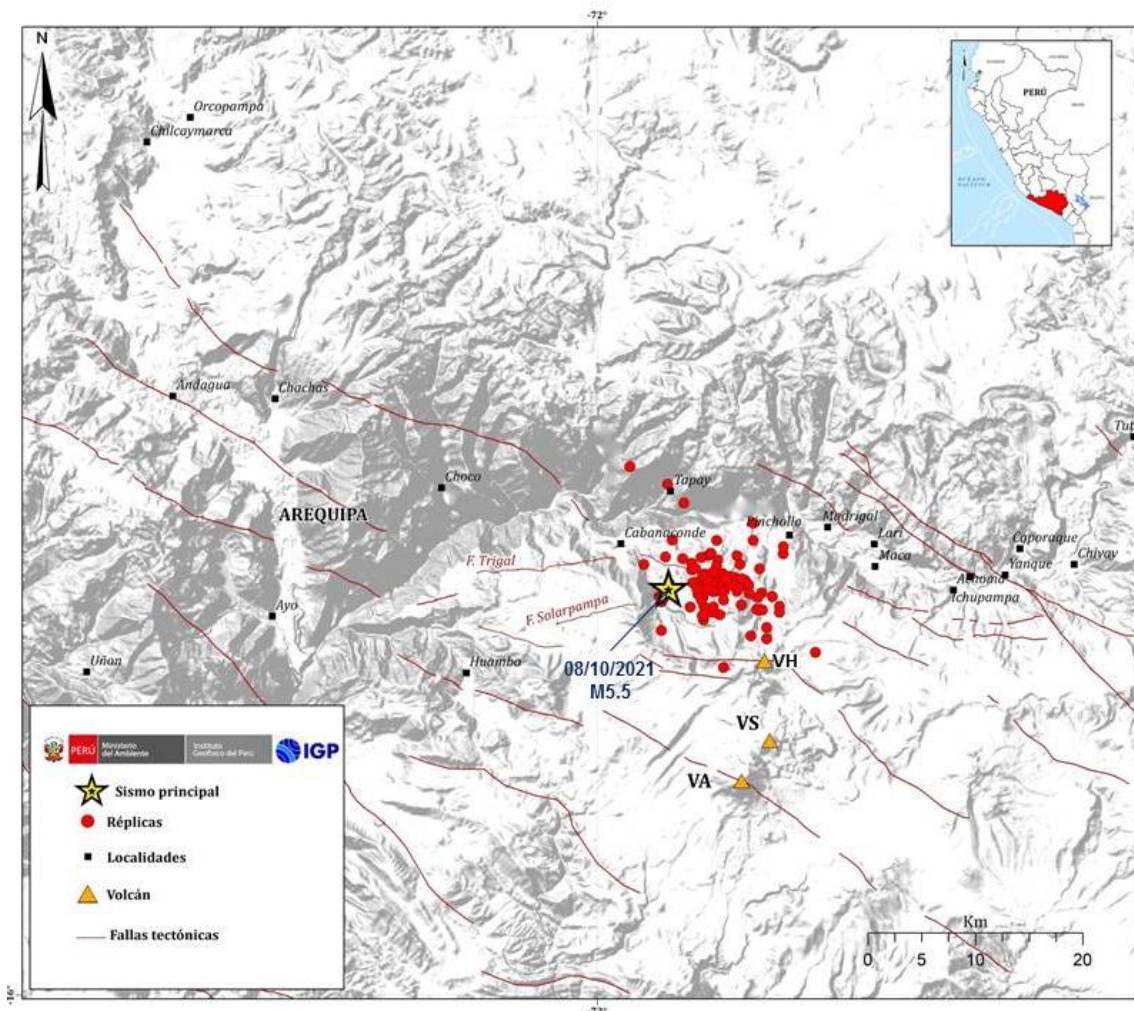 -72°
N
PERÚ
Orcopampa
Chilcaymarca
Andagua
Chachas
Choco
Tapay
AREQUIPA
Cabanaconde
Pinchollo
Madrigal
Lari
Maca
Coporaque
Chivay
Yanque
Achoma
Ichupampa
Tut
F. Trigal
F. Solarpampa
Ayo
Uñon
Huambo
08/10/2021
M5.5
VH
VS
VA
PERÚ
Ministerio
del Ambiente
Instituto
Geofísico del Perú
IGP
Sismo principal
Réplicas
Localidades
Volcán
Fallas tectónicas
Km
0 5 10 20
-16°